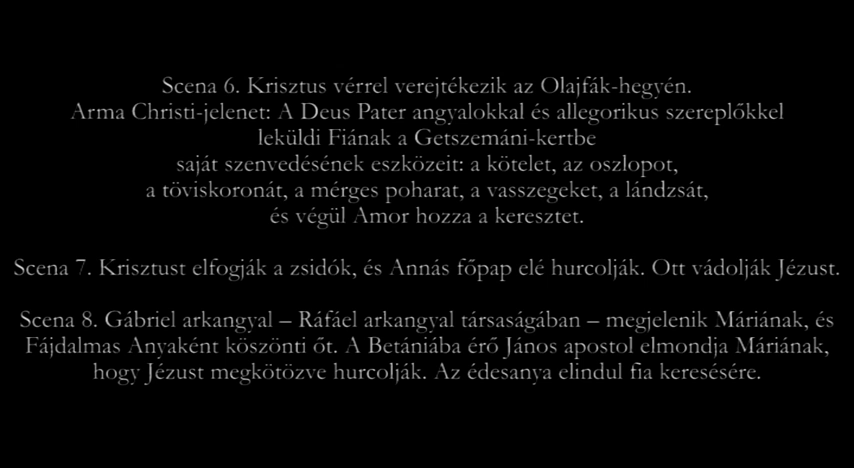 Scena 6. Krisztus vérrel verejtékezik az Olajfák-hegyén.
Arma Christi-jelenet: A Deus Pater angyalokkal és allegorikus szereplőkkel
leküldi Fiának a Getszemáni-kertbe
saját szenvedésének eszközeit: a kötelet, az oszlopot,
a töviskoronát, a mérges poharat, a vasszegeket, a lándzsát,
és végül Amor hozza a keresztet.
Scena 7. Krisztust elfogják a zsidók, és Annás főpap elé hurcolják. Ott vádolják Jézust.
Scena 8. Gábriel arkangyal – Ráfáel arkangyal társaságában – megjelenik Máriának, és
Fájdalmas Anyaként köszönti őt. A Betániába érő János apostol elmondja Máriának,
hogy Jézust megkötözve hurcolják. Az édesanya elindul fia keresésére.